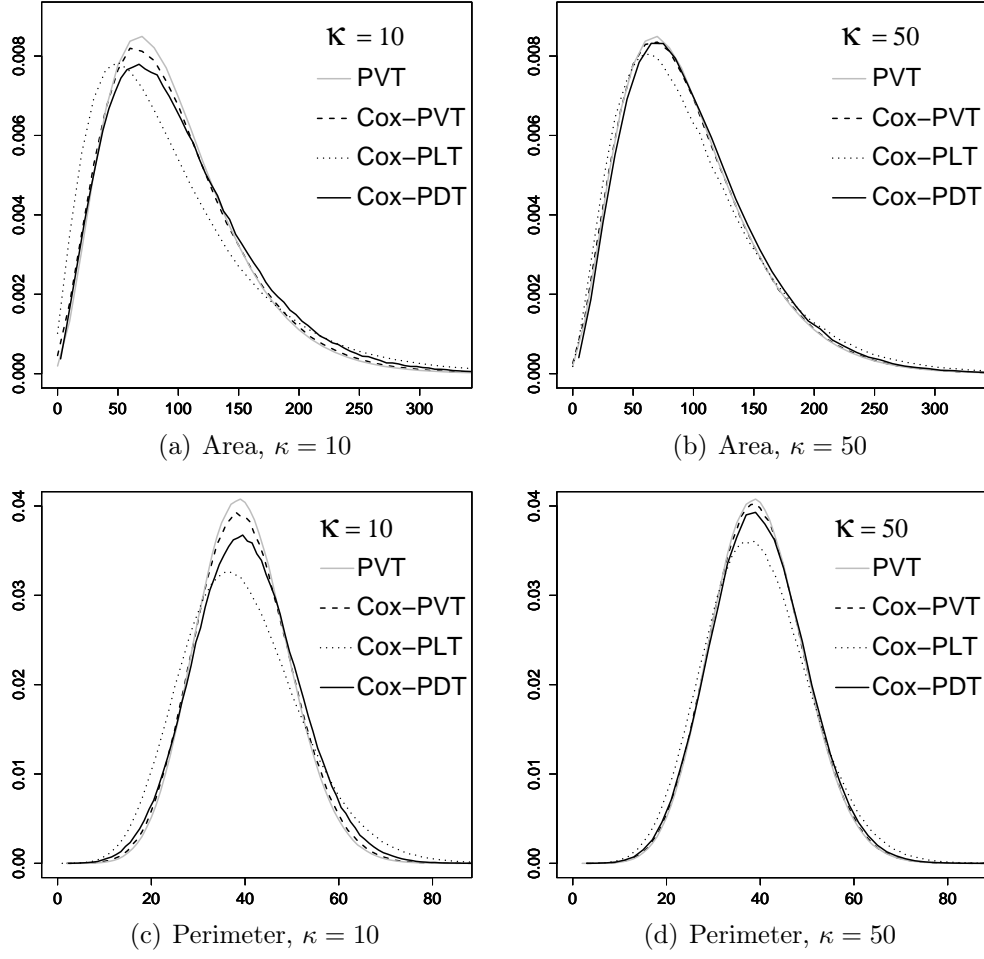 0.008
0.006
0.004
0.002
0.000
κ = 10
PVT
Cox-PVT
Cox-PLT
Cox-PDT
0 50 100 150 200 250 300
(a) Area, κ = 10
0.008
0.006
0.004
0.002
0.000
κ = 50
PVT
Cox-PVT
Cox-PLT
Cox-PDT
0 50 100 150 200 250 300
(b) Area, κ = 50
0.04
0.03
0.02
0.01
0.00
κ = 10
PVT
Cox-PVT
Cox-PLT
Cox-PDT
0 20 40 60 80
(c) Perimeter, κ = 10
0.04
0.03
0.02
0.01
0.00
κ = 50
PVT
Cox-PVT
Cox-PLT
Cox-PDT
0 20 40 60 80
(d) Perimeter, κ = 50